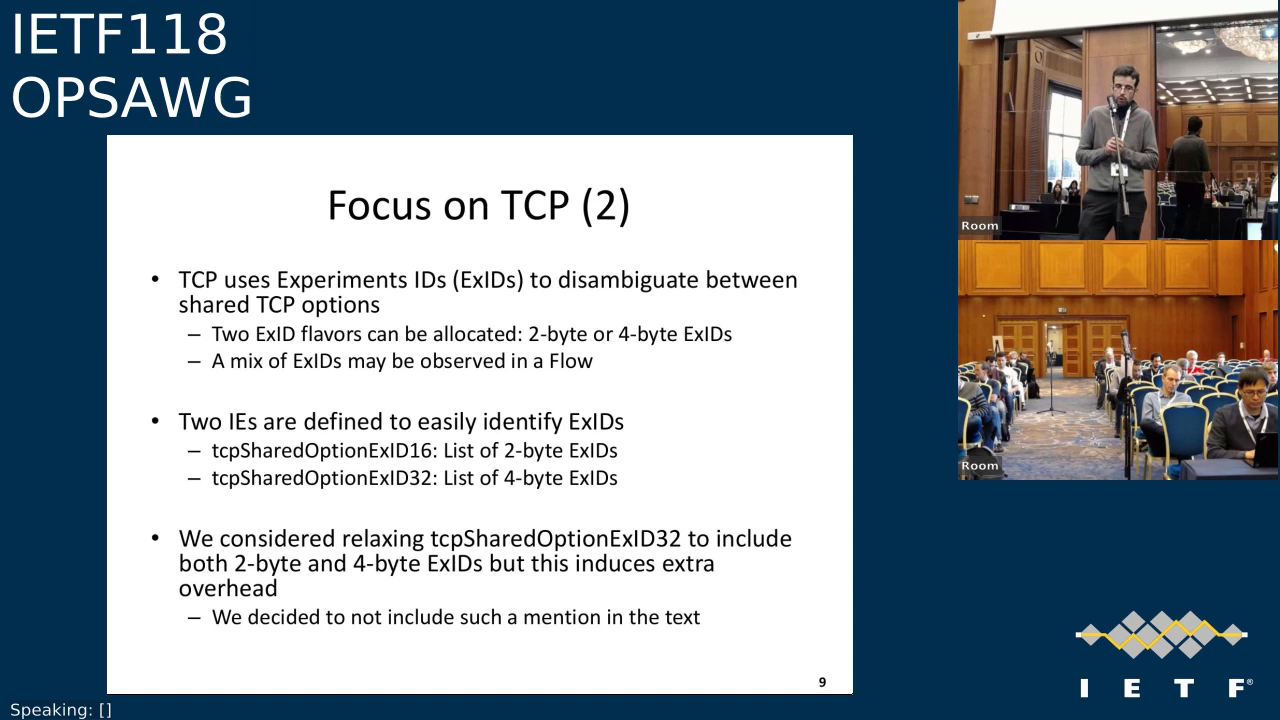 IETF118
OPSAWG
Focus on TCP (2)
• TCP uses Experiments IDs (ExIDs) to disambiguate between
shared TCP options
– Two ExID flavors can be allocated: 2-byte or 4-byte ExIDs
– A mix of ExIDs may be observed in a Flow
• Two IEs are defined to easily identify ExIDs
– tcpSharedOptionExID16: List of 2-byte ExIDs
– tcpSharedOptionExID32: List of 4-byte ExIDs
• We considered relaxing tcpSharedOptionExID32 to include
both 2-byte and 4-byte ExIDs but this induces extra
overhead
– We decided to not include such a mention in the text
9
Room
Room
I E T F®
Speaking: []